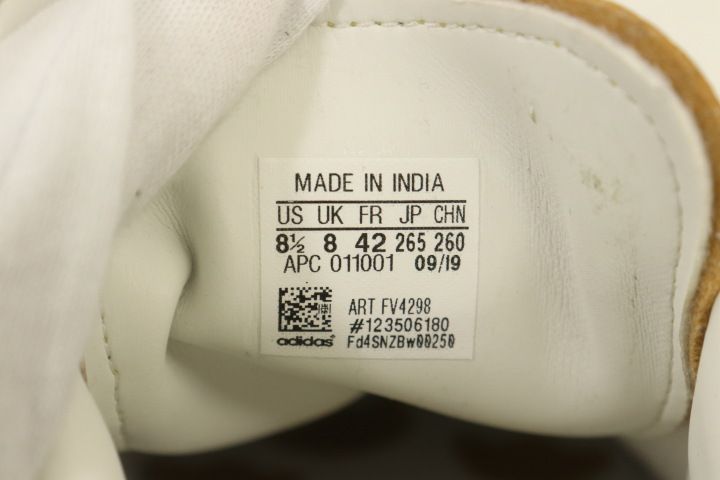 MADE IN INDIA
US UK FR JP CHN
8½ 8 42 265 260
APC 011001 09/19
ART FV4298
#123506180
adidas Fd4SNZBw00250